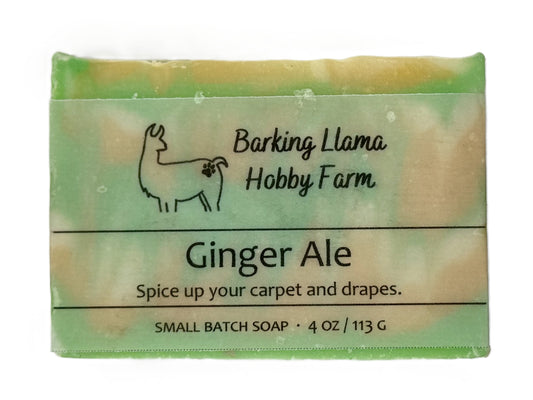 Barking Llama
Hobby Farm
Ginger Ale
Spice up your carpet and drapes.
SMALL BATCH SOAP · 4 OZ / 113 G